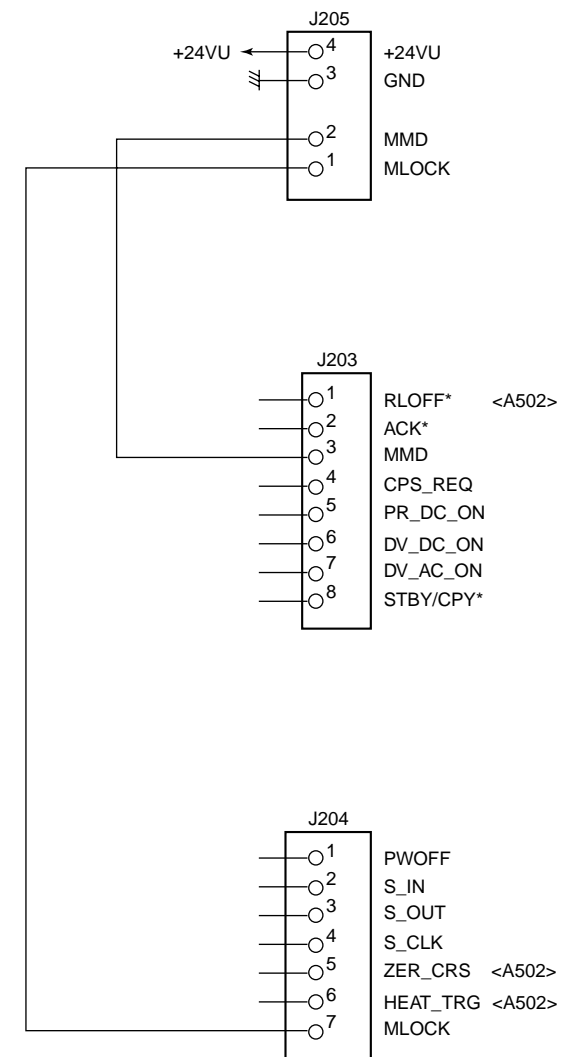 J205
+24VU 4 +24VU
3 GND
2 MMD
1 MLOCK
J203
1 RLOFF* <A502>
2 ACK*
3 MMD
4 CPS_REQ
5 PR_DC_ON
6 DV_DC_ON
7 DV_AC_ON
8 STBY/CPY*
J204
1 PWOFF
2 S_IN
3 S_OUT
4 S_CLK
5 ZER_CRS <A502>
6 HEAT_TRG <A502>
7 MLOCK